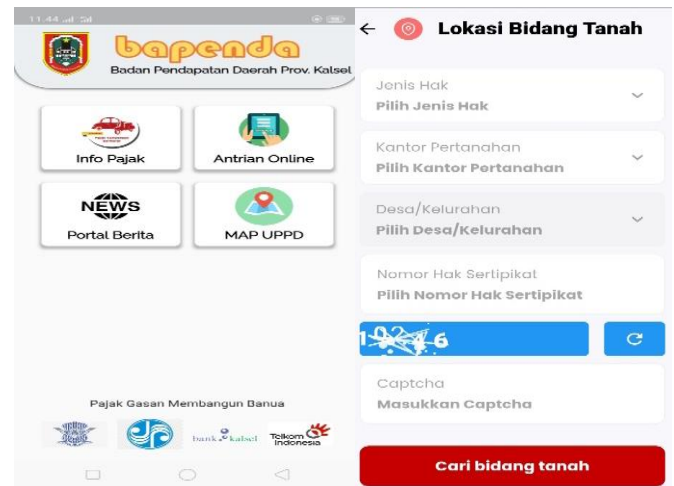 11.44
bapenda
Badan Pendapatan Daerah Prov. Kalsel
Info Pajak
Antrian Online
NEWS
Portal Berita
MAP UPPD
Pajak Gasan Membangun Banua
bank kalsel
Telkom
Indonesia
Lokasi Bidang Tanah
Jenis Hak
Pilih Jenis Hak
Kantor Pertanahan
Pilih Kantor Pertanahan
Desa/Kelurahan
Pilih Desa/Kelurahan
Nomor Hak Sertipikat
Pilih Nomor Hak Sertipikat
Captcha
Masukkan Captcha
Cari bidang tanah